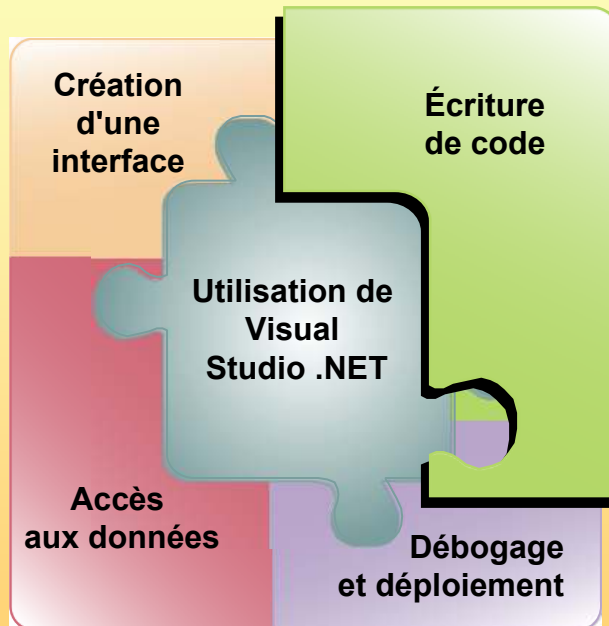 Création
d'une
interface
Écriture
de code
Utilisation de
Visual
Studio .NET
Accès
aux données
Débogage
et déploiement